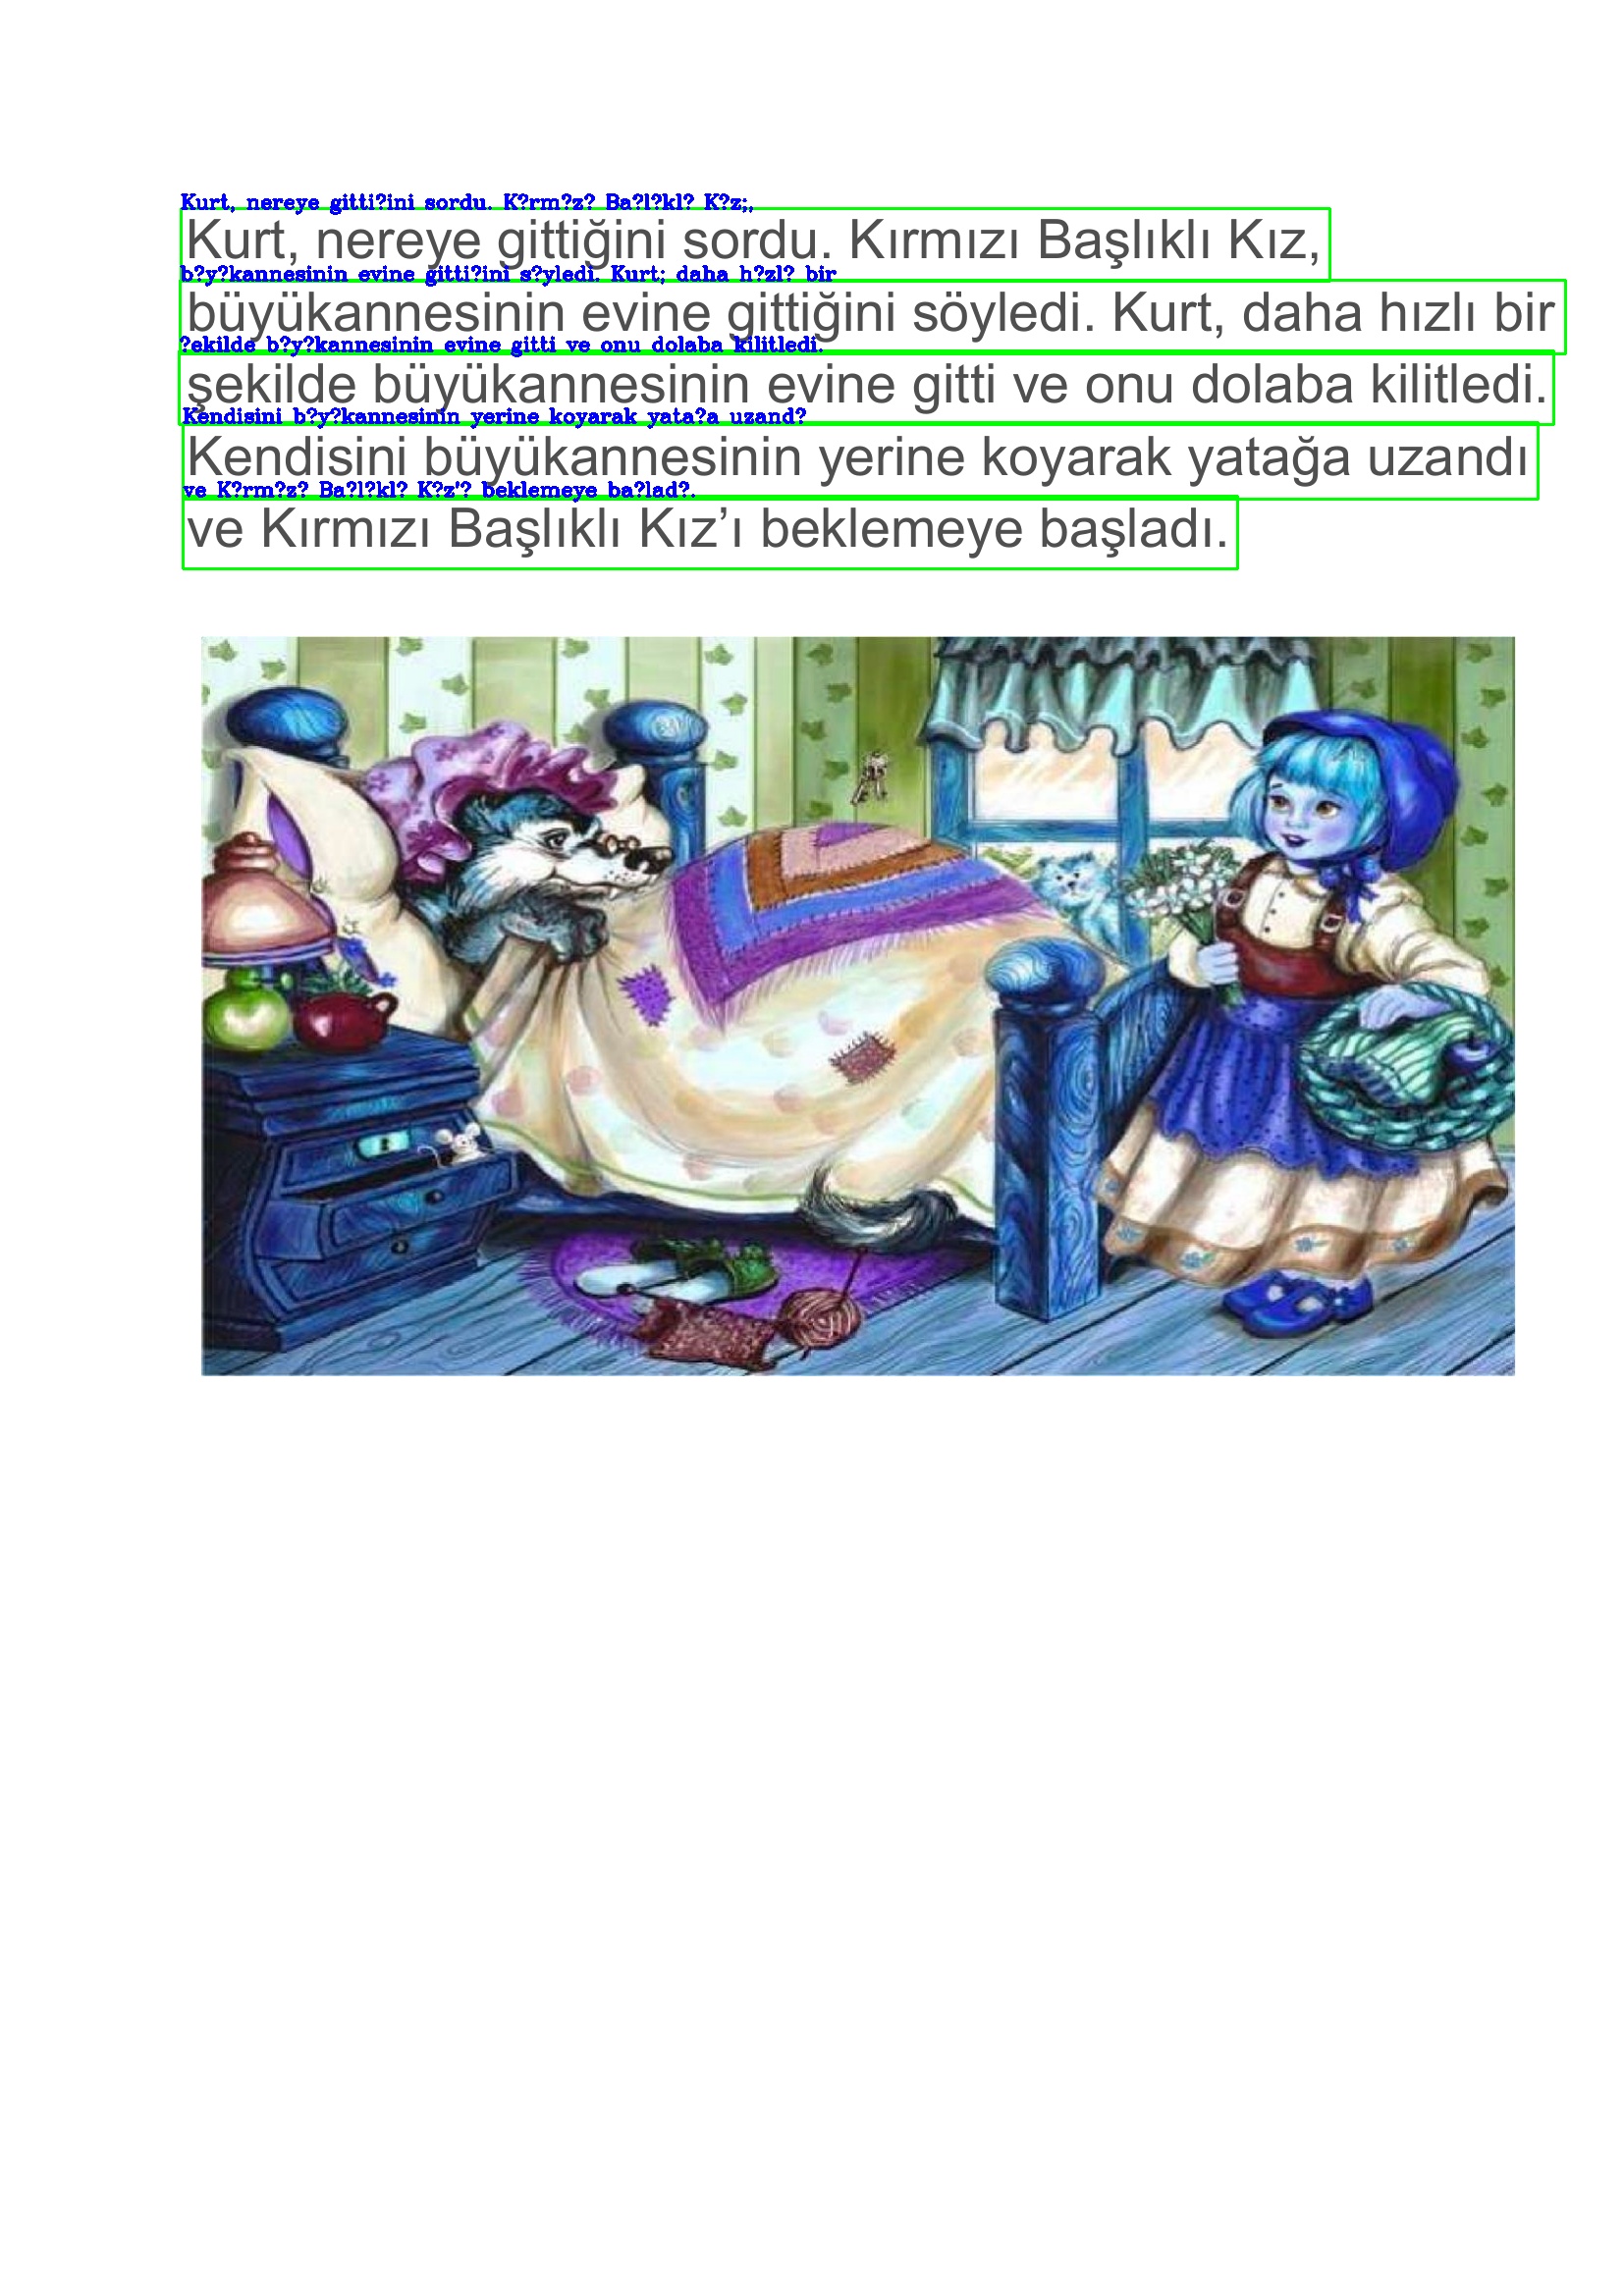 Kurt, nereye gitti?ini sordu. K?rm?z? Ba?l?kl? K?z;,
Kurt, nereye gittiğini sordu. Kırmızı Başlıklı Kız,
b?y?kannesinin evine gitti?ini s?yledi. Kurt; daha h?zl? bir
büyükannesinin evine gittiğini söyledi. Kurt, daha hızlı bir
?ekilde b?y?kannesinin evine gitti ve onu dolaba kilitledi.
şekilde büyükannesinin evine gitti ve onu dolaba kilitledi.
Kendisini b?y?kannesinin yerine koyarak yata?a uzand?
Kendisini büyükannesinin yerine koyarak yatağa uzandı
ve K?rm?z? Ba?l?kl? K?z'? beklemeye ba?lad?.
ve Kırmızı Başlıklı Kız’ı beklemeye başladı.